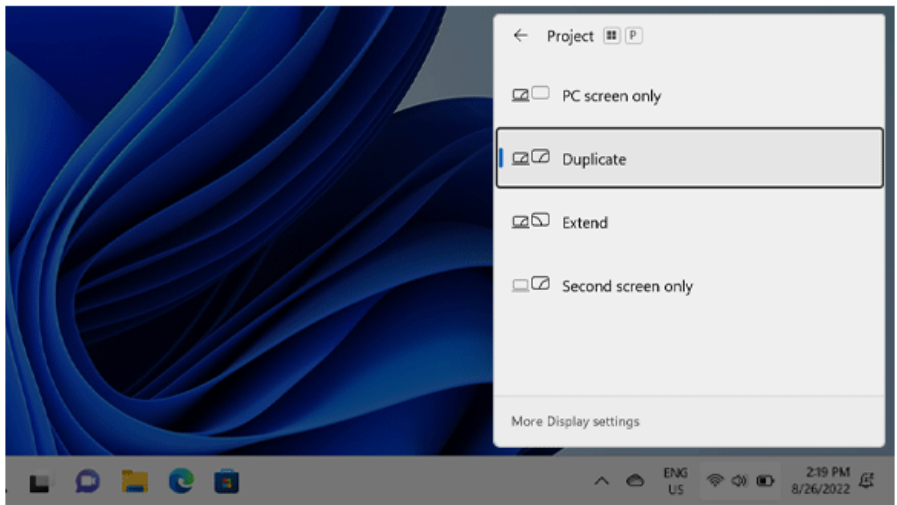 Project P
PC screen only
Duplicate
Extend
Second screen only
More Display settings
ENG
US
2:19 PM
8/26/2022